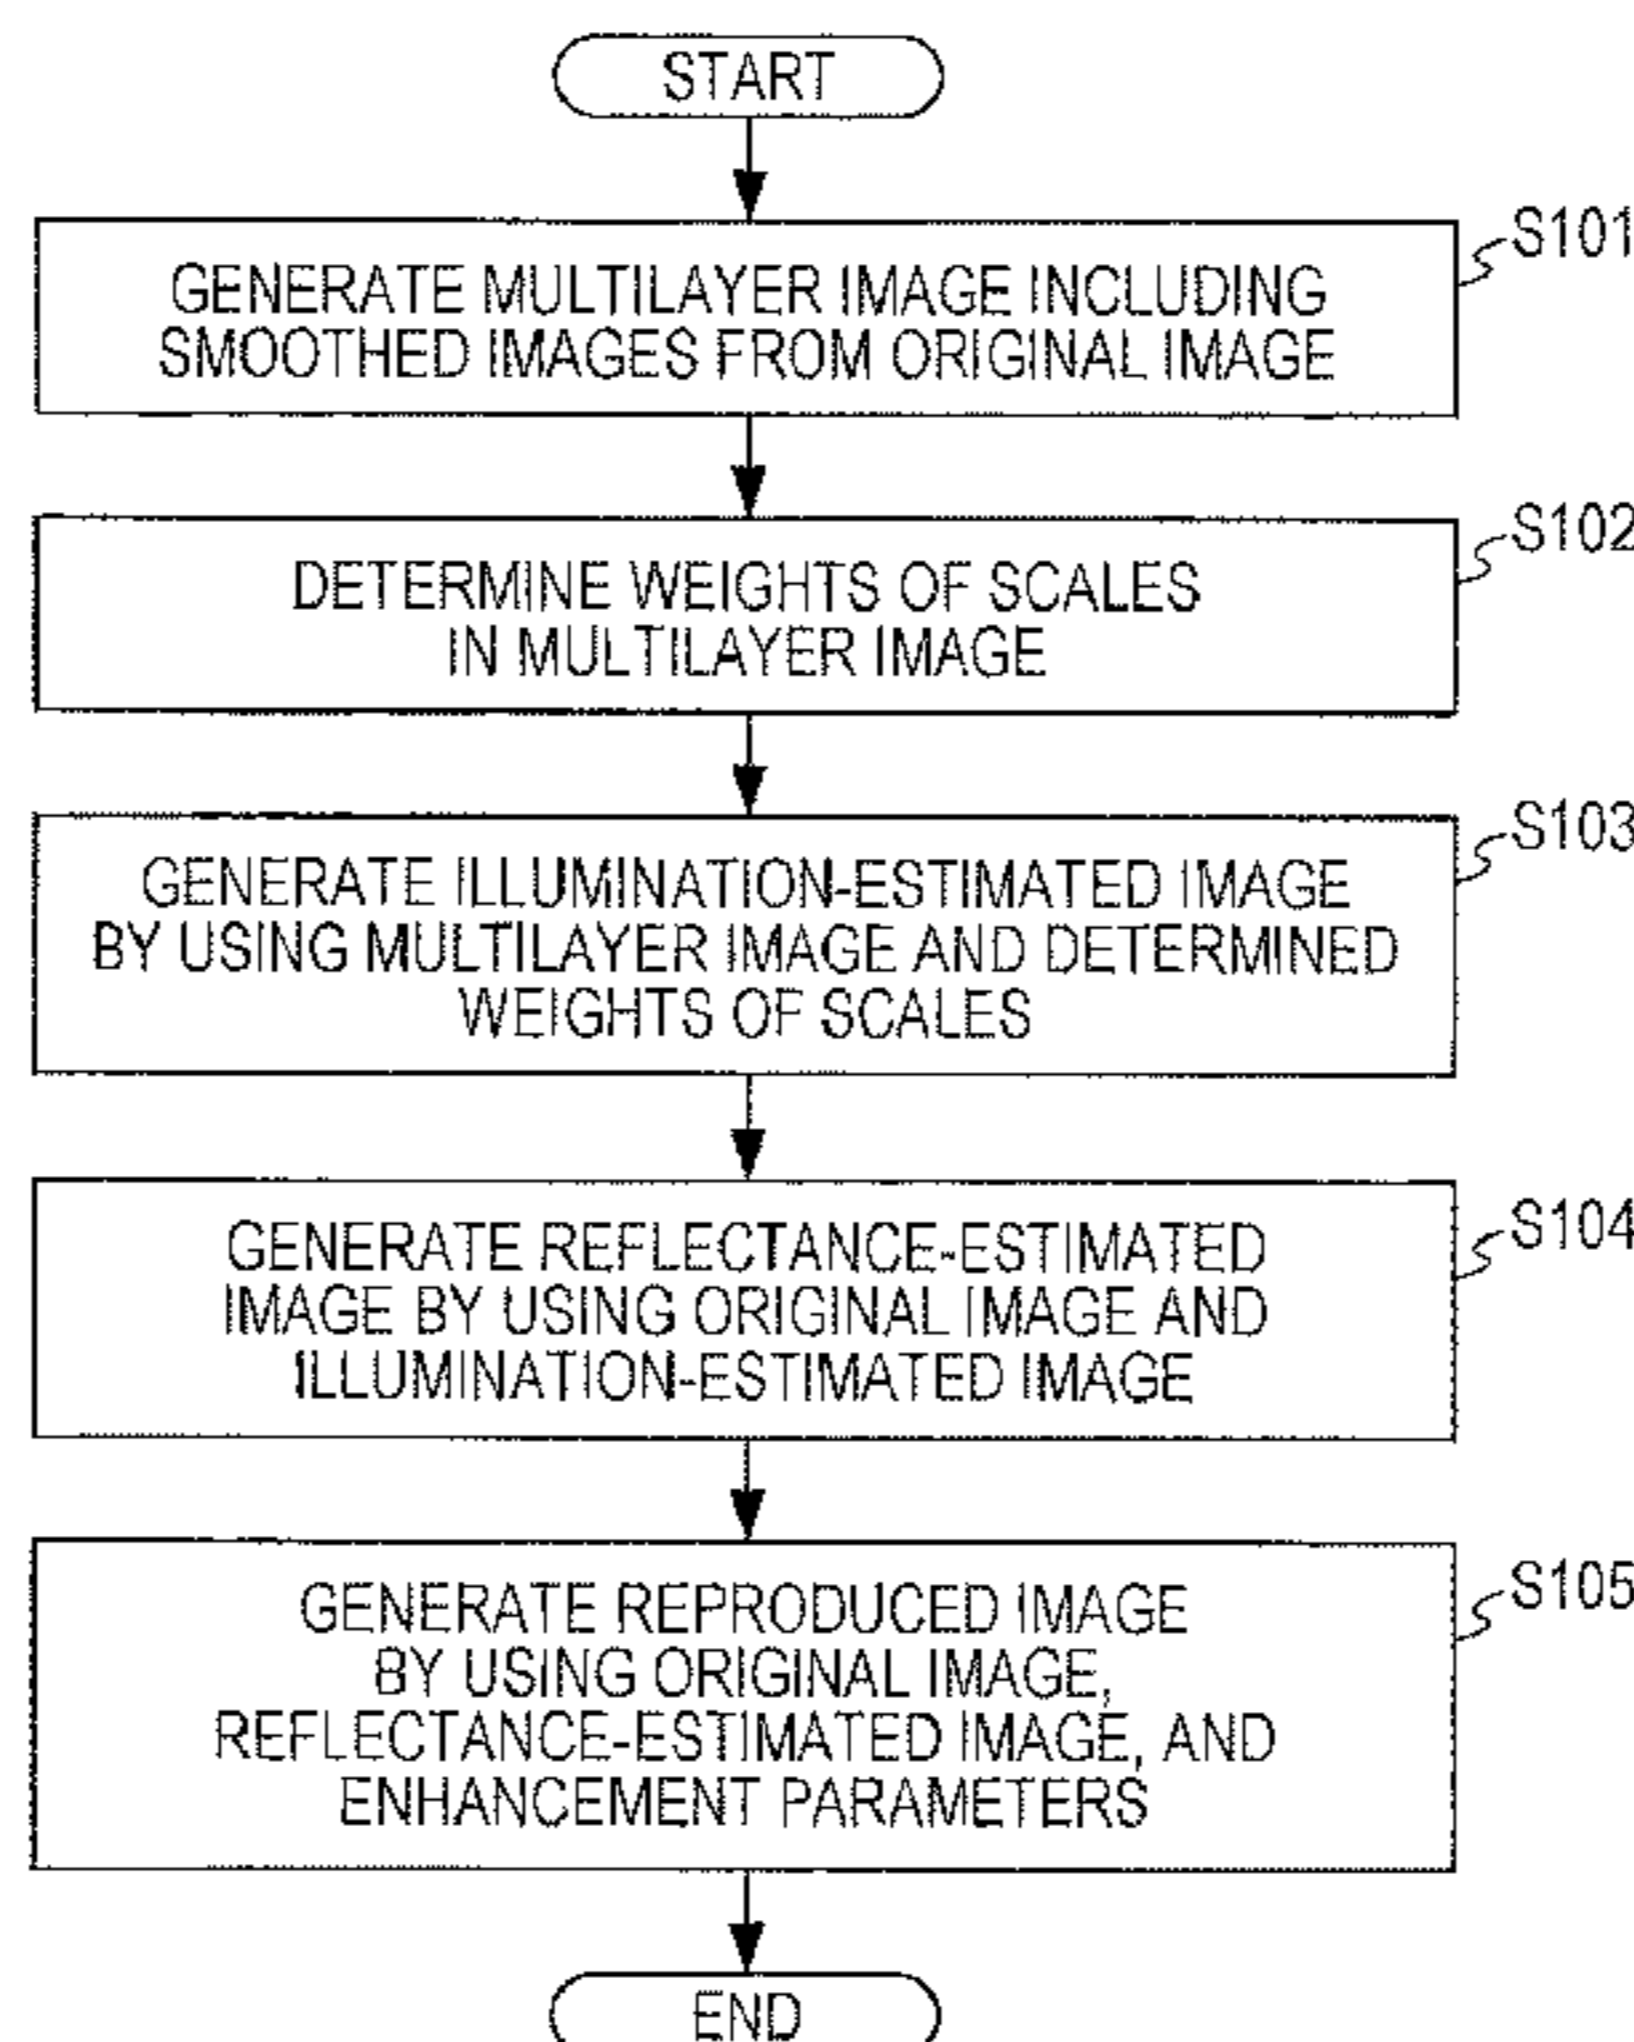 START
S101
GENERATE MULTILAYER IMAGE INCLUDING
SMOOTHED IMAGES FROM ORIGINAL IMAGE
S102
DETERMINE WEIGHTS OF SCALES
IN MULTILAYER IMAGE
S103
GENERATE ILLUMINATION-ESTIMATED IMAGE
BY USING MULTILAYER IMAGE AND DETERMINED
WEIGHTS OF SCALES
S104
GENERATE REFLECTANCE-ESTIMATED
IMAGE BY USING ORIGINAL IMAGE AND
ILLUMINATION-ESTIMATED IMAGE
S105
GENERATE REPRODUCED IMAGE
BY USING ORIGINAL IMAGE,
REFLECTANCE-ESTIMATED IMAGE, AND
ENHANCEMENT PARAMETERS
END